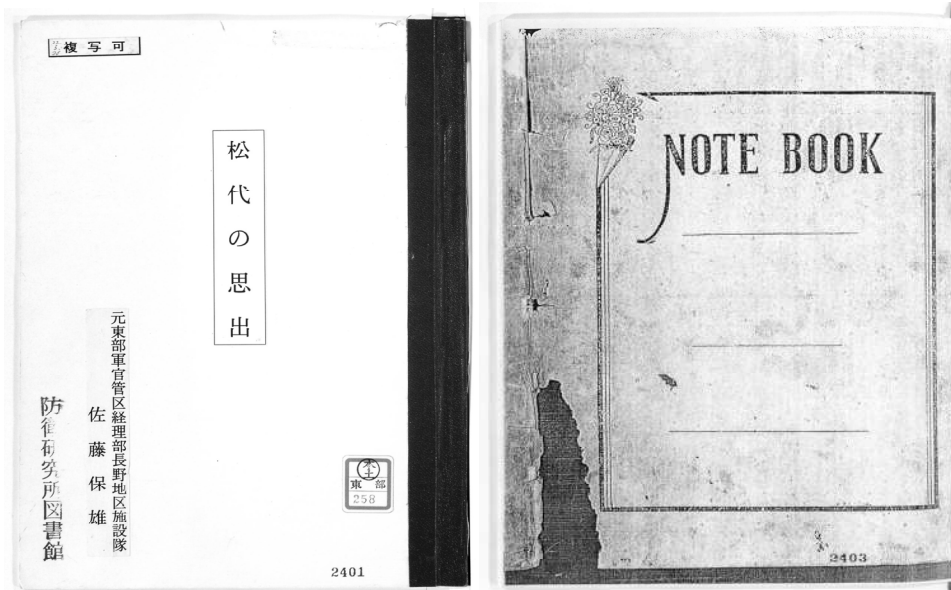 複写可
松代の思出
元東部軍官管区経理部長野地区施設隊
佐藤保雄
防衛研究所図書館
本土
東部
258
2401
NOTE BOOK
2403